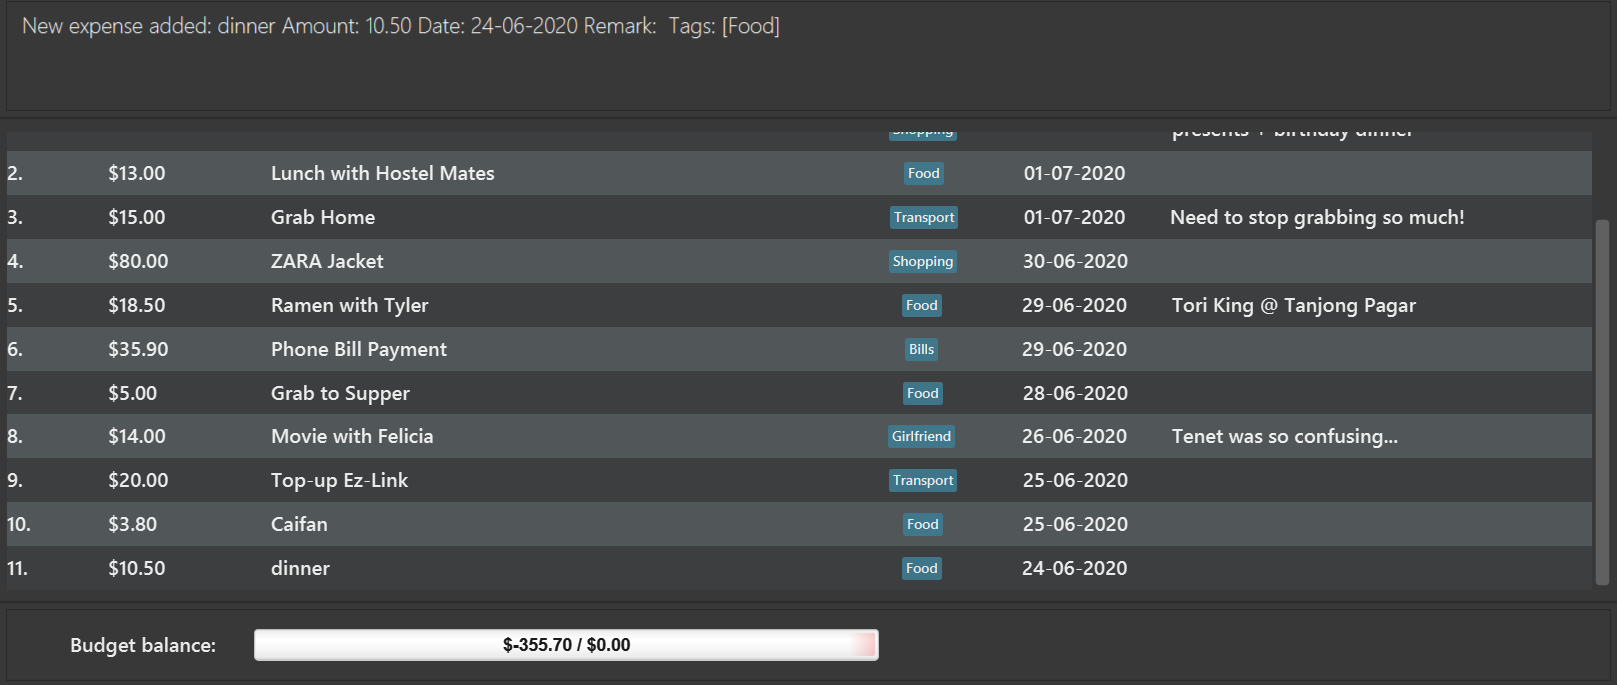 New expense added: dinner Amount: 10.50 Date: 24-06-2020 Remark: Tags: [Food]
Shopping presents + birthday dinner
2. $13.00 Lunch with Hostel Mates Food 01-07-2020
3. $15.00 Grab Home Transport 01-07-2020 Need to stop grabbing so much!
4. $80.00 ZARA Jacket Shopping 30-06-2020
5. $18.50 Ramen with Tyler Food 29-06-2020 Tori King @ Tanjong Pagar
6. $35.90 Phone Bill Payment Bills 29-06-2020
7. $5.00 Grab to Supper Food 28-06-2020
8. $14.00 Movie with Felicia Girlfriend 26-06-2020 Tenet was so confusing...
9. $20.00 Top-up Ez-Link Transport 25-06-2020
10. $3.80 Caifan Food 25-06-2020
11. $10.50 dinner Food 24-06-2020
Budget balance: $-355.70 / $0.00